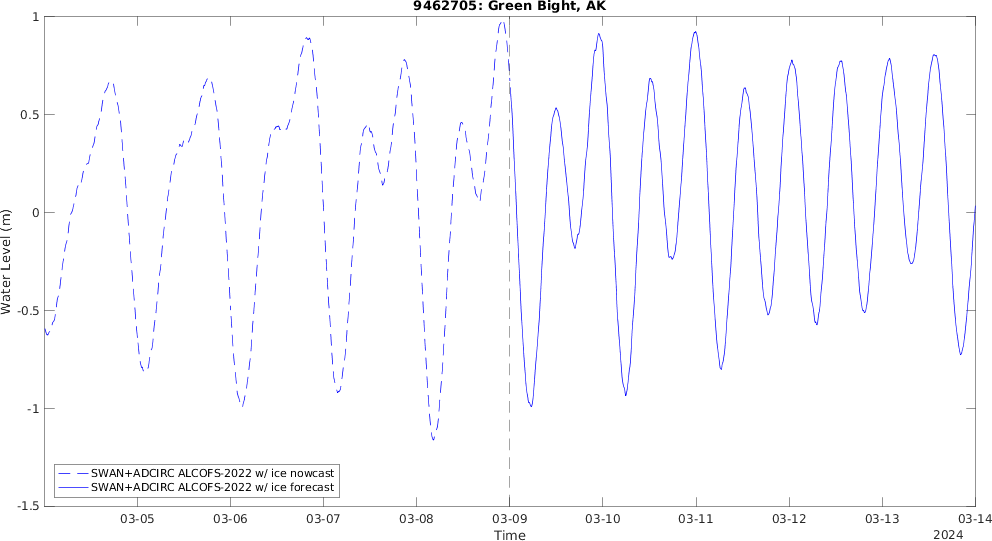 9462705: Green Bight, AK
1
0.5
0
-0.5
-1
-1.5
Water Level (m)
SWAN+ADCIRC ALCOFS-2022 w/ ice nowcast
SWAN+ADCIRC ALCOFS-2022 w/ ice forecast
03-05 03-06 03-07 03-08 03-09 03-10 03-11 03-12 03-13 03-14
Time
2024